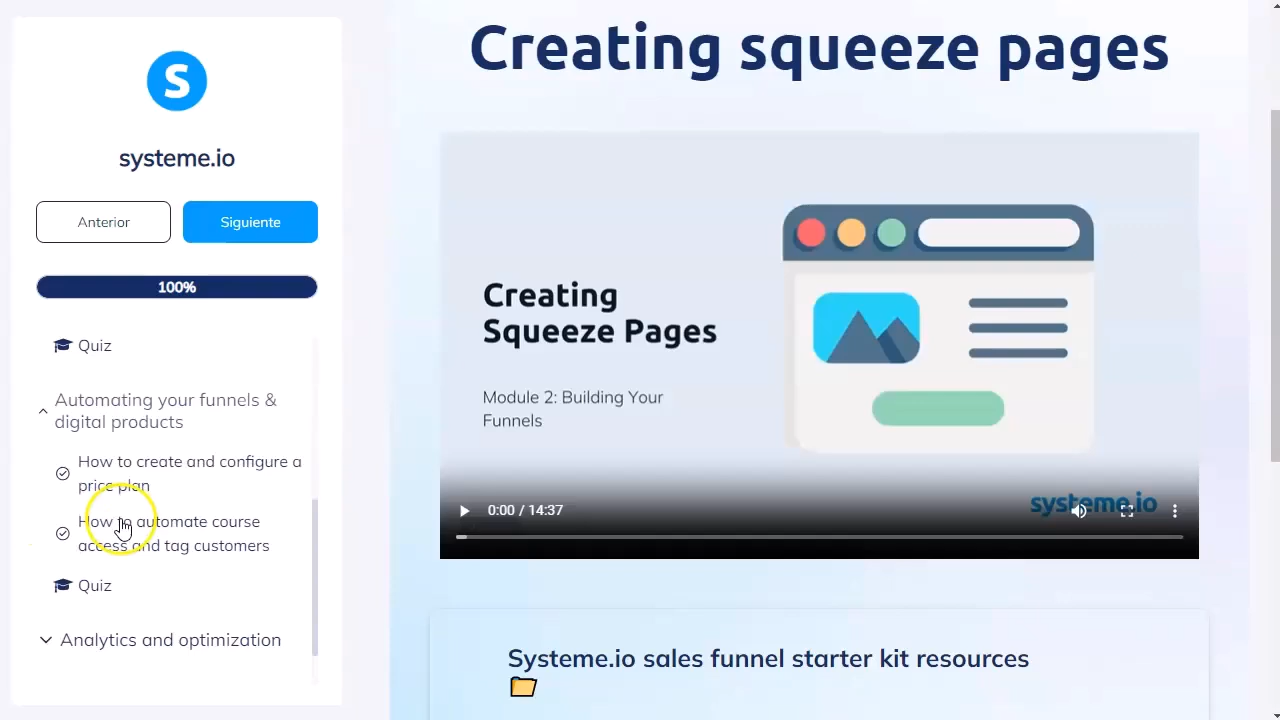 S
systeme.io
Anterior
Siguiente
100%
Quiz
Automating your funnels &
digital products
How to create and configure a
price plan
How to automate course
access and tag customers
Quiz
Analytics and optimization
Creating squeeze pages
Creating
Squeeze Pages
Module 2: Building Your
Funnels
systeme.io
0:00 / 14:37
Systeme.io sales funnel starter kit resources